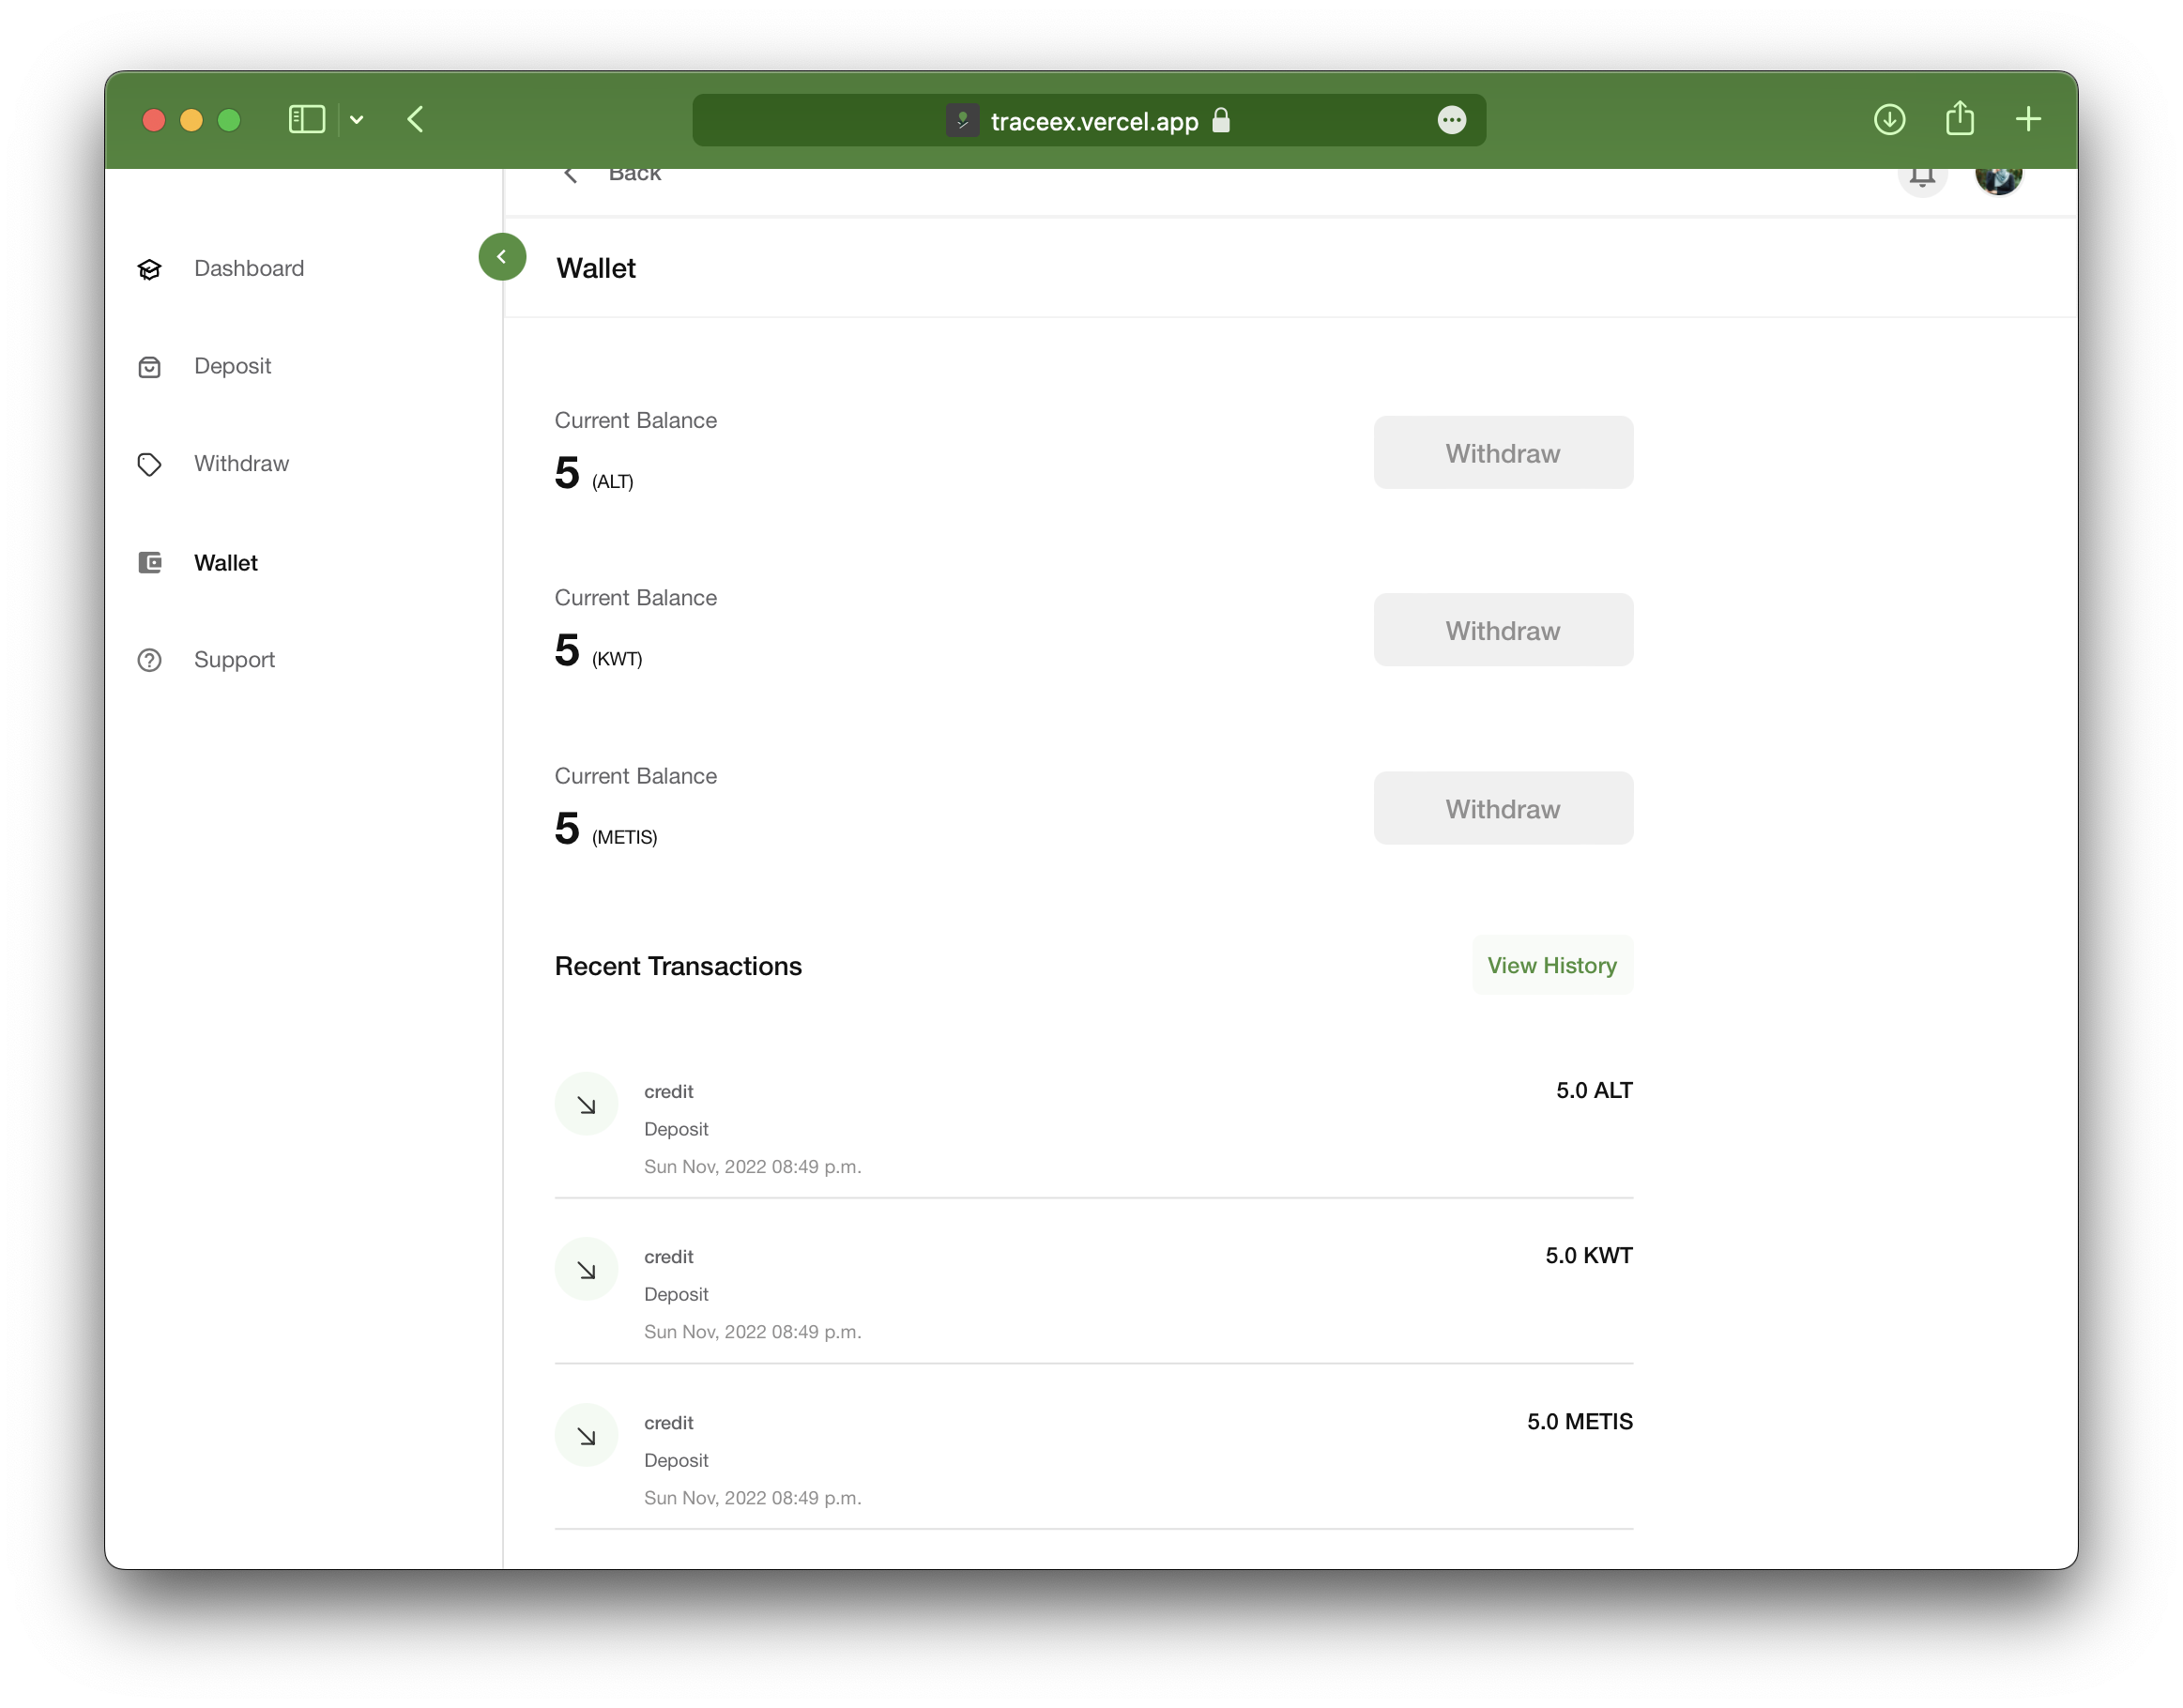 traceex.vercel.app
Back
Dashboard
Deposit
Withdraw
Wallet
Support
Wallet
Current Balance
5 (ALT)
Withdraw
Current Balance
5 (KWT)
Withdraw
Current Balance
5 (METIS)
Withdraw
Recent Transactions
View History
credit
5.0 ALT
Deposit
Sun Nov, 2022 08:49 p.m.
credit
5.0 KWT
Deposit
Sun Nov, 2022 08:49 p.m.
credit
5.0 METIS
Deposit
Sun Nov, 2022 08:49 p.m.